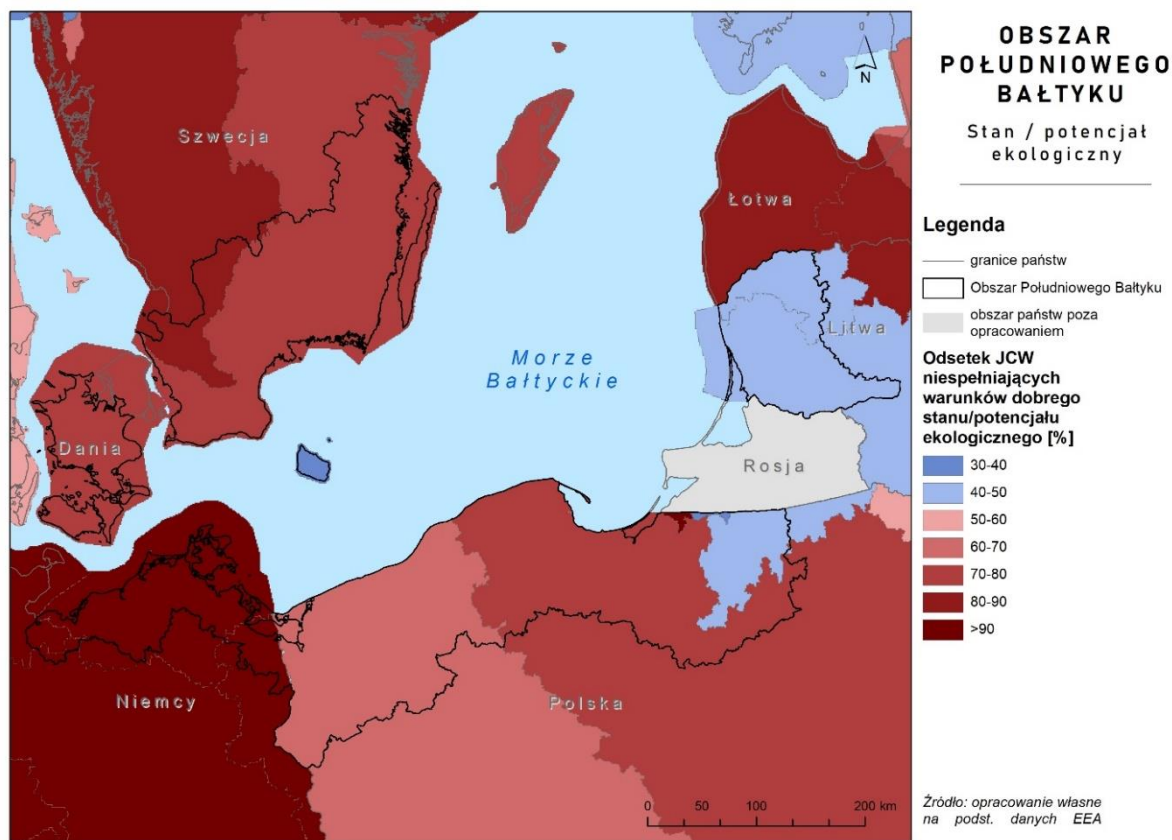 OBSZAR
POŁUDNIOWEGO
BAŁTYKU
Stan / potencjał
ekologiczny
N
Szwecja
Łotwa
Litwa
Morze
Bałtyckie
Dania
Rosja
Niemcy
Polska
0 50 100 200 km
Legenda
granice państw
Obszar Południowego Bałtyku
obszar państw poza
opracowaniem
Odsetek JCW
niespełniających
warunków dobrego
stanu/potencjału
ekologicznego [%]
30-40
40-50
50-60
60-70
70-80
80-90
>90
Źródło: opracowanie własne
na podst. danych EEA